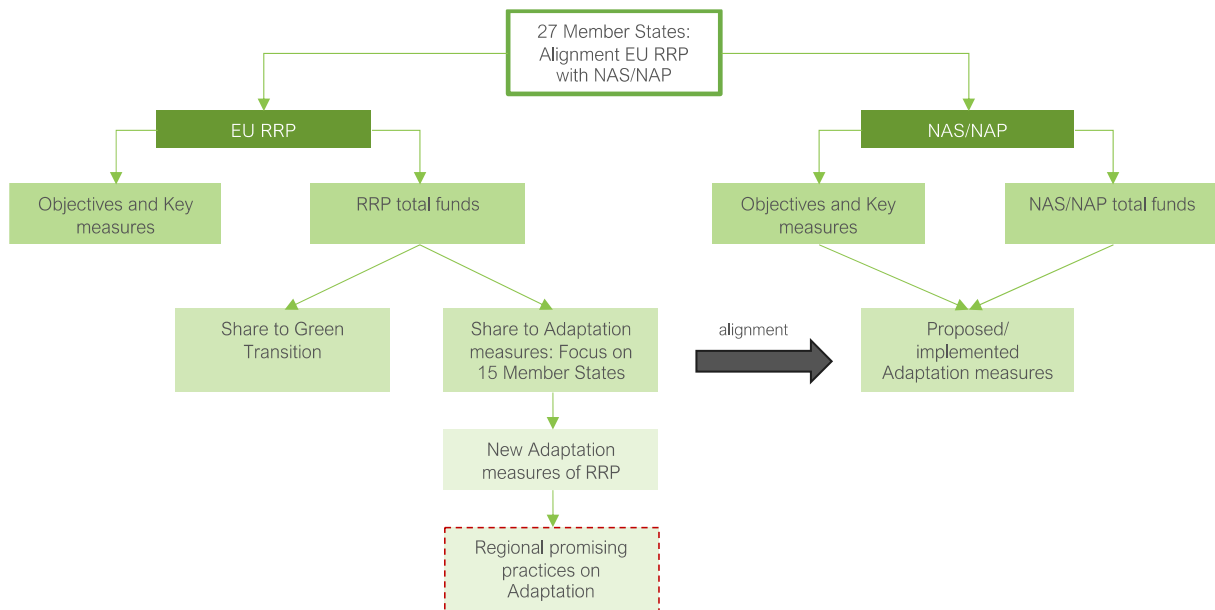 27 Member States:
Alignment EU RRP
with NAS/NAP
EU RRP
NAS/NAP
Objectives and Key
measures
RRP total funds
Objectives and Key
measures
NAS/NAP total funds
Share to Green
Transition
Share to Adaptation
measures: Focus on
15 Member States
alignment
Proposed/
implemented
Adaptation measures
New Adaptation
measures of RRP
Regional promising
practices on
Adaptation